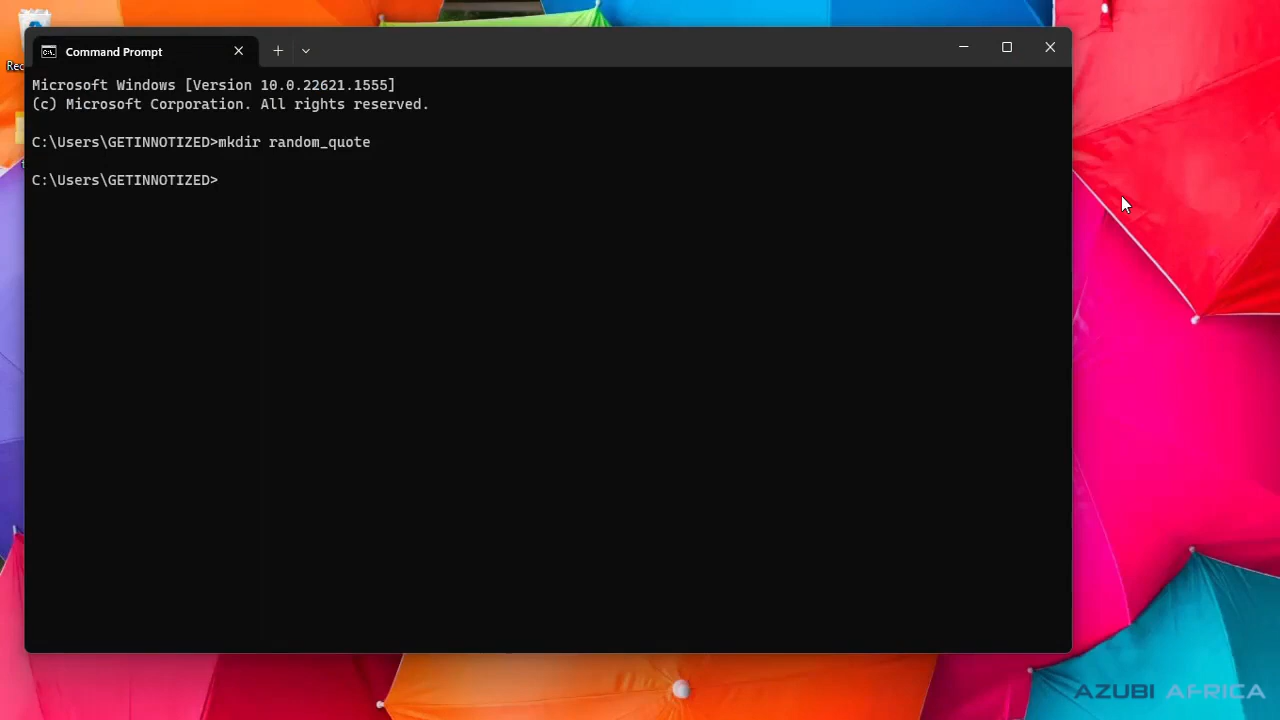 Rec
Command Prompt
Microsoft Windows [Version 10.0.22621.1555]
(c) Microsoft Corporation. All rights reserved.
C:\Users\GETINNOTIZED>mkdir random_quote
C:\Users\GETINNOTIZED>
AZUBI AFRICA